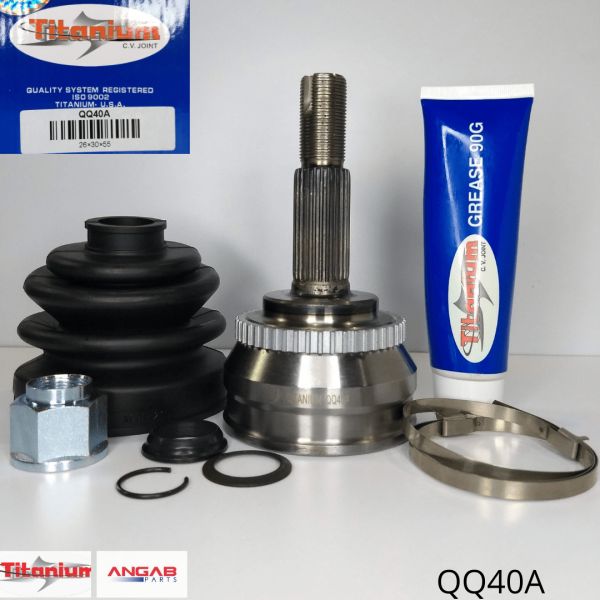 Titanium
C.V. JOINT
QUALITY SYSTEM REGISTERED
ISO 9002
TITANIUM- U.S.A.
QQ40A
26×30×55
GREASE 90G
Titanium
C.V. JOINT
Titanium
ANGAB
PARTS
QQ40A